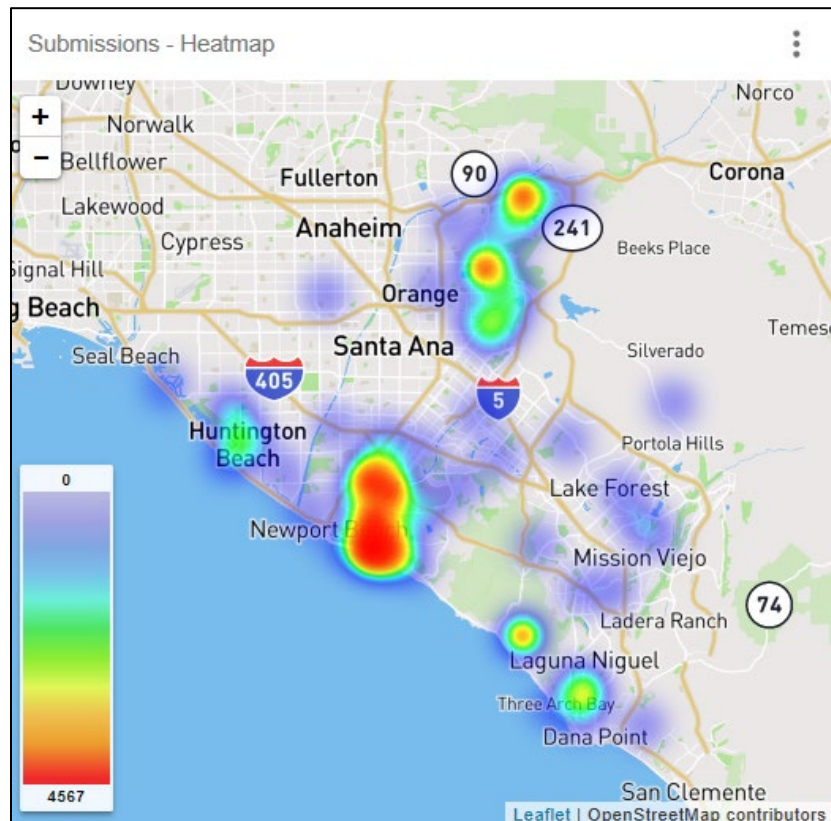 Submissions - Heatmap
Downey
Norco
+
Norwalk
−
Bellflower
Fullerton
90
Corona
Lakewood
Anaheim
241
Cypress
Beeks Place
Signal Hill
Orange
g Beach
Temes
Santa Ana
Seal Beach
Silverado
405
5
Huntington
Beach
Portola Hills
0
Lake Forest
Newport Beach
Mission Viejo
74
Ladera Ranch
Laguna Niguel
Three Arch Bay
Dana Point
San Clemente
4567
Leaflet | OpenStreetMap contributors